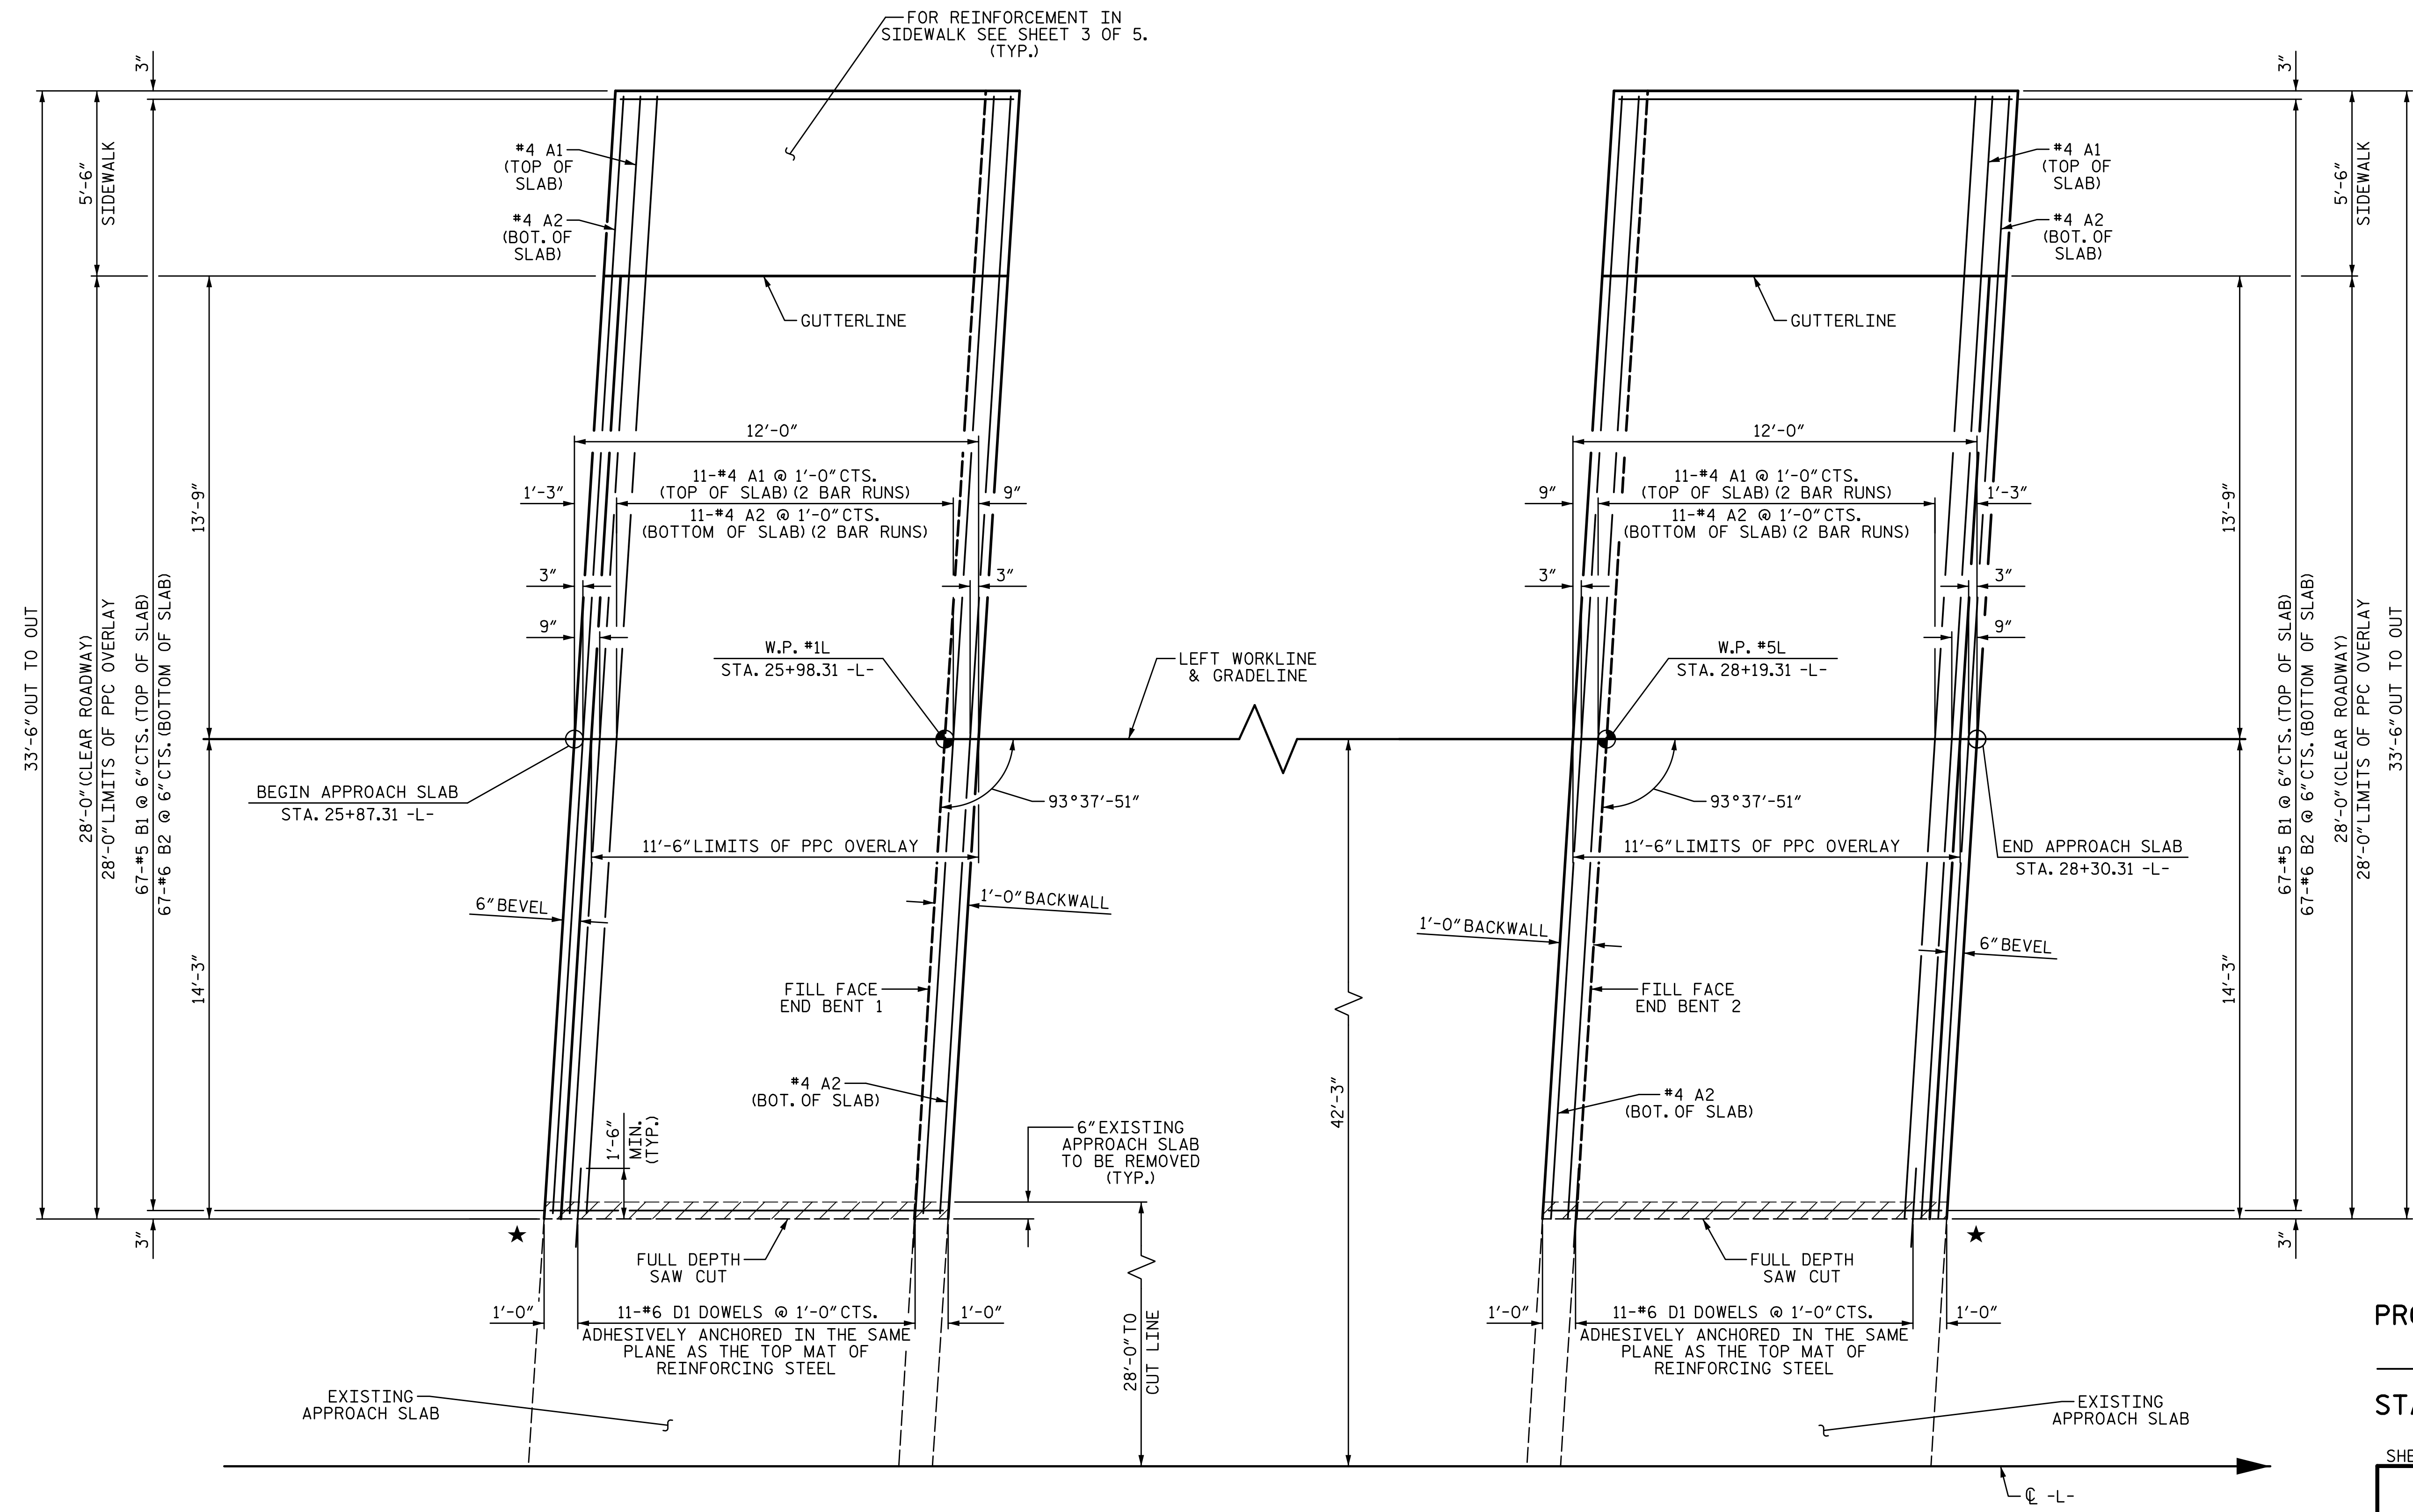 FOR REINFORCEMENT IN
SIDEWALK SEE SHEET 3 OF 5.
(TYP.)
3"
33'-6" OUT TO OUT
5'-6"
SIDEWALK
28'-0" (CLEAR ROADWAY)
28'-0" LIMITS OF PPC OVERLAY
67-#5 B1 @ 6" CTS. (TOP OF SLAB)
67-#6 B2 @ 6" CTS. (BOTTOM OF SLAB)
13'-9"
14'-3"
3"
#4 A1
(TOP OF
SLAB)
#4 A2
(BOT. OF
SLAB)
GUTTERLINE
12'-0"
1'-3"
11-#4 A1 @ 1'-0" CTS.
(TOP OF SLAB) (2 BAR RUNS)
11-#4 A2 @ 1'-0" CTS.
(BOTTOM OF SLAB) (2 BAR RUNS)
9"
3"
3"
9"
W.P. #1L
STA. 25+98.31 -L-
LEFT WORKLINE
& GRADELINE
BEGIN APPROACH SLAB
STA. 25+87.31 -L-
93°37'-51"
11'-6" LIMITS OF PPC OVERLAY
6" BEVEL
1'-0" BACKWALL
FILL FACE
END BENT 1
#4 A2
(BOT. OF SLAB)
1'-6"
MIN.
(TYP.)
6" EXISTING
APPROACH SLAB
TO BE REMOVED
(TYP.)
FULL DEPTH
SAW CUT
1'-0"
11-#6 D1 DOWELS @ 1'-0" CTS.
1'-0"
ADHESIVELY ANCHORED IN THE SAME
PLANE AS THE TOP MAT OF
REINFORCING STEEL
EXISTING
APPROACH SLAB
28'-0" TO
CUT LINE
42'-3"
#4 A1
(TOP OF
SLAB)
#4 A2
(BOT. OF
SLAB)
GUTTERLINE
12'-0"
9"
11-#4 A1 @ 1'-0" CTS.
(TOP OF SLAB) (2 BAR RUNS)
11-#4 A2 @ 1'-0" CTS.
(BOTTOM OF SLAB) (2 BAR RUNS)
1'-3"
3"
3"
9"
W.P. #5L
STA. 28+19.31 -L-
93°37'-51"
11'-6" LIMITS OF PPC OVERLAY
END APPROACH SLAB
STA. 28+30.31 -L-
1'-0" BACKWALL
6" BEVEL
FILL FACE
END BENT 2
#4 A2
(BOT. OF SLAB)
FULL DEPTH
SAW CUT
1'-0"
11-#6 D1 DOWELS @ 1'-0" CTS.
1'-0"
ADHESIVELY ANCHORED IN THE SAME
PLANE AS THE TOP MAT OF
REINFORCING STEEL
EXISTING
APPROACH SLAB
℄ -L-
3"
5'-6"
SIDEWALK
13'-9"
14'-3"
67-#5 B1 @ 6" CTS. (TOP OF SLAB)
67-#6 B2 @ 6" CTS. (BOTTOM OF SLAB)
28'-0" (CLEAR ROADWAY)
28'-0" LIMITS OF PPC OVERLAY
33'-6" OUT TO OUT
3"